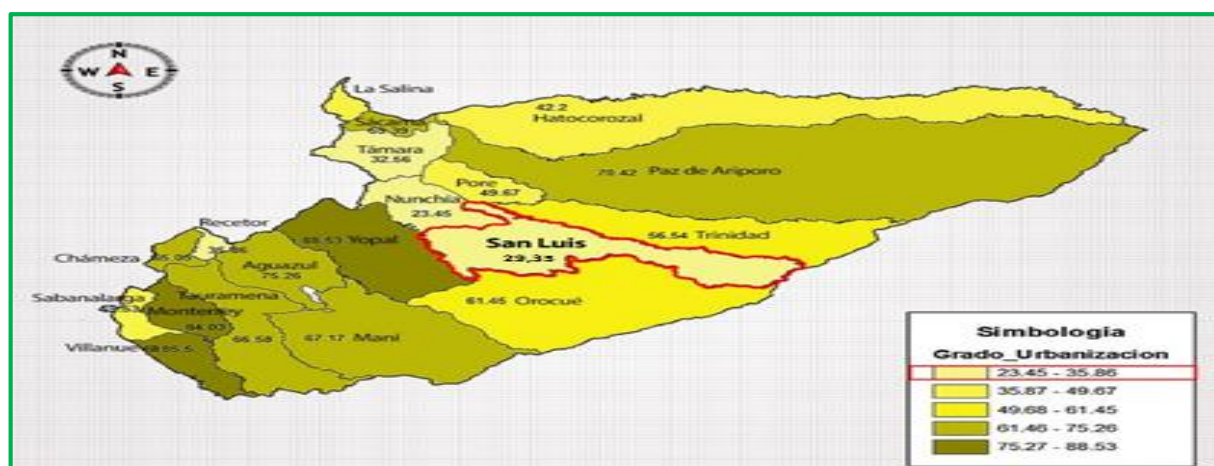 N
W E
S
La Salina
42.2
Hatocorozal
Sácama
Támara
32.56
70.42 Paz de Ariporo
Pore
49.67
Nunchía
23.45
Recetor
88.53 Yopal
San Luis
29,35
56.54 Trinidad
Chámeza
Aguazul
75.26
61.45 Orocué
Sabanalarga
Tauramena
Monterrey
84.03
66.58
67.17 Maní
Villanueva
Simbología
Grado_Urbanizacion
23.45 - 35.86
35.87 - 49.67
49.68 - 61.45
61.46 - 75.26
75.27 - 88.53